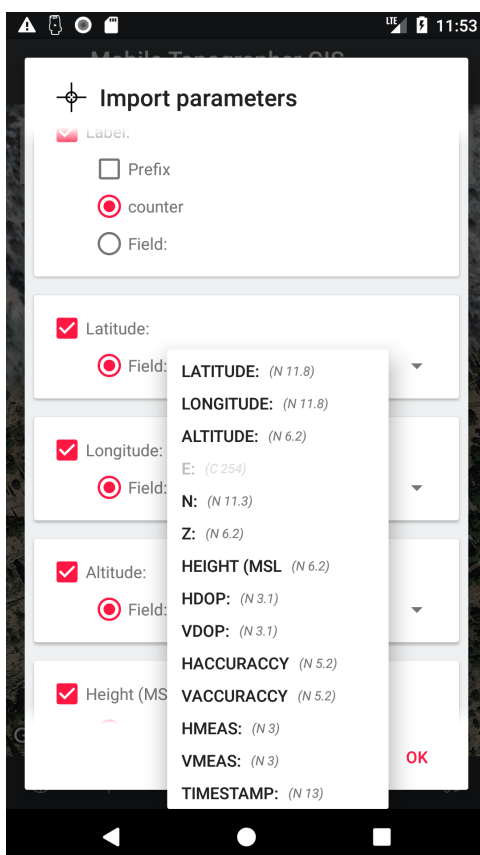 LTE 11:53
Mobile Topographer GIS
Import parameters
Label:
Prefix
counter
Field:
Latitude:
Field:
LATITUDE: (N 11.8)
LONGITUDE: (N 11.8)
ALTITUDE: (N 6.2)
Longitude:
E: (C 254)
Field:
N: (N 11.3)
Z: (N 6.2)
Altitude:
HEIGHT (MSL (N 6.2)
HDOP: (N 3.1)
Field:
VDOP: (N 3.1)
HACCURACCY (N 5.2)
Height (MS
VACCURACCY (N 5.2)
HMEAS: (N 3)
VMEAS: (N 3)
OK
TIMESTAMP: (N 13)